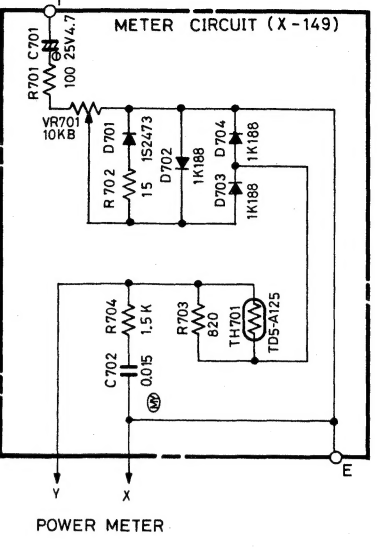 METER CIRCUIT (X-149)
R701 C701
100 25V4.7
VR701
10KB
D701
1S2473
R702
15
D702
1K188
D704
1K188
D703
1K188
R704
1.5K
C702
0.015
MY
R703
820
TH701
TD5-A125
E
Y
X
POWER METER